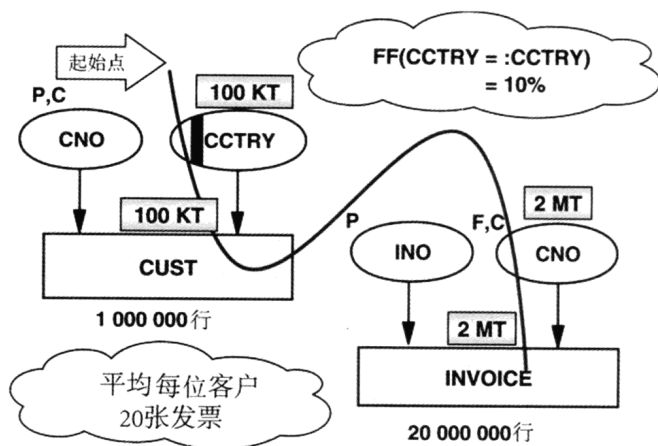 起始点
FF(CCTRY = :CCTRY)
= 10%
P,C
100 KT
CNO
CCTRY
100 KT
CUST
1 000 000行
P
F,C
2 MT
INO
CNO
2 MT
INVOICE
20 000 000行
平均每位客户
20张发票